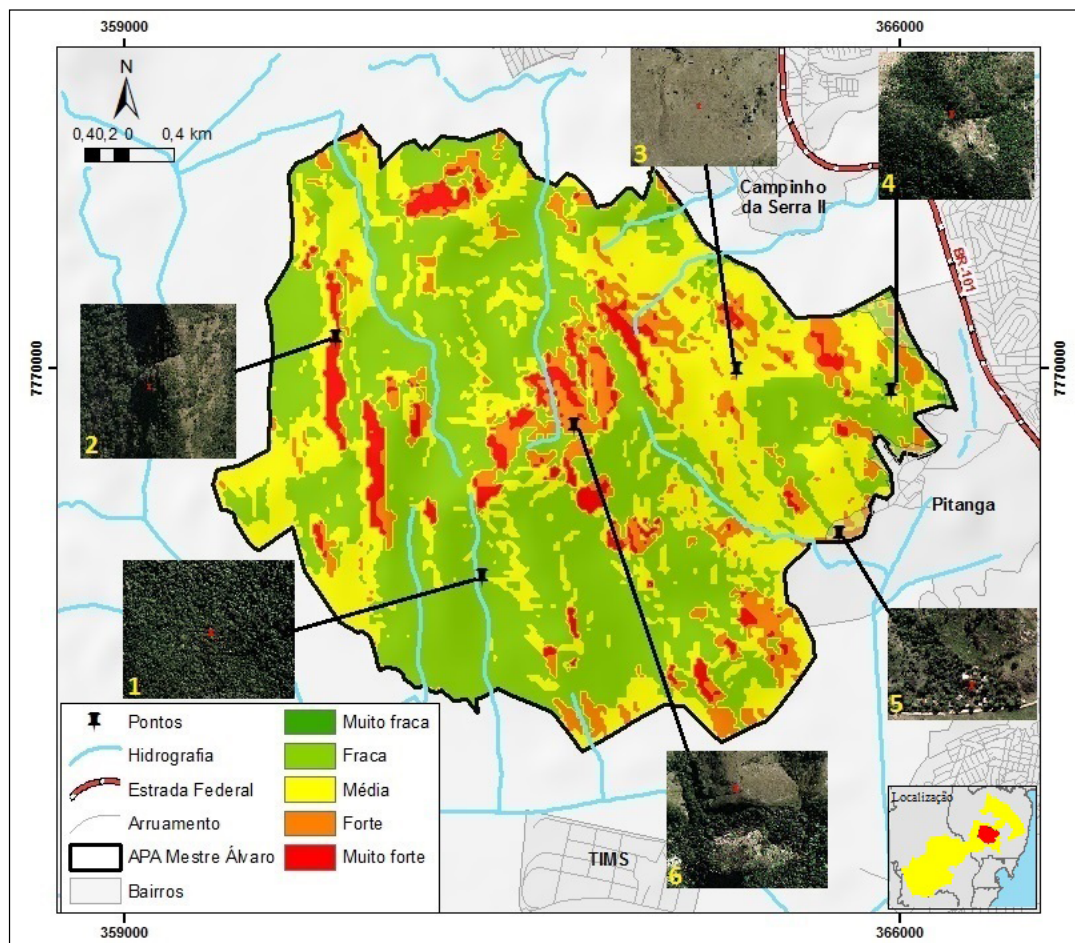 359000
366000
N
0,4 0,2 0 0,4 km
3
4
Campinho
da Serra II
BR-101
7770000
7770000
2
Pitanga
1
5
6
TIMS
Pontos
Hidrografia
Estrada Federal
Arruamento
APA Mestre Álvaro
Bairros
Muito fraca
Fraca
Média
Forte
Muito forte
Localização
359000
366000